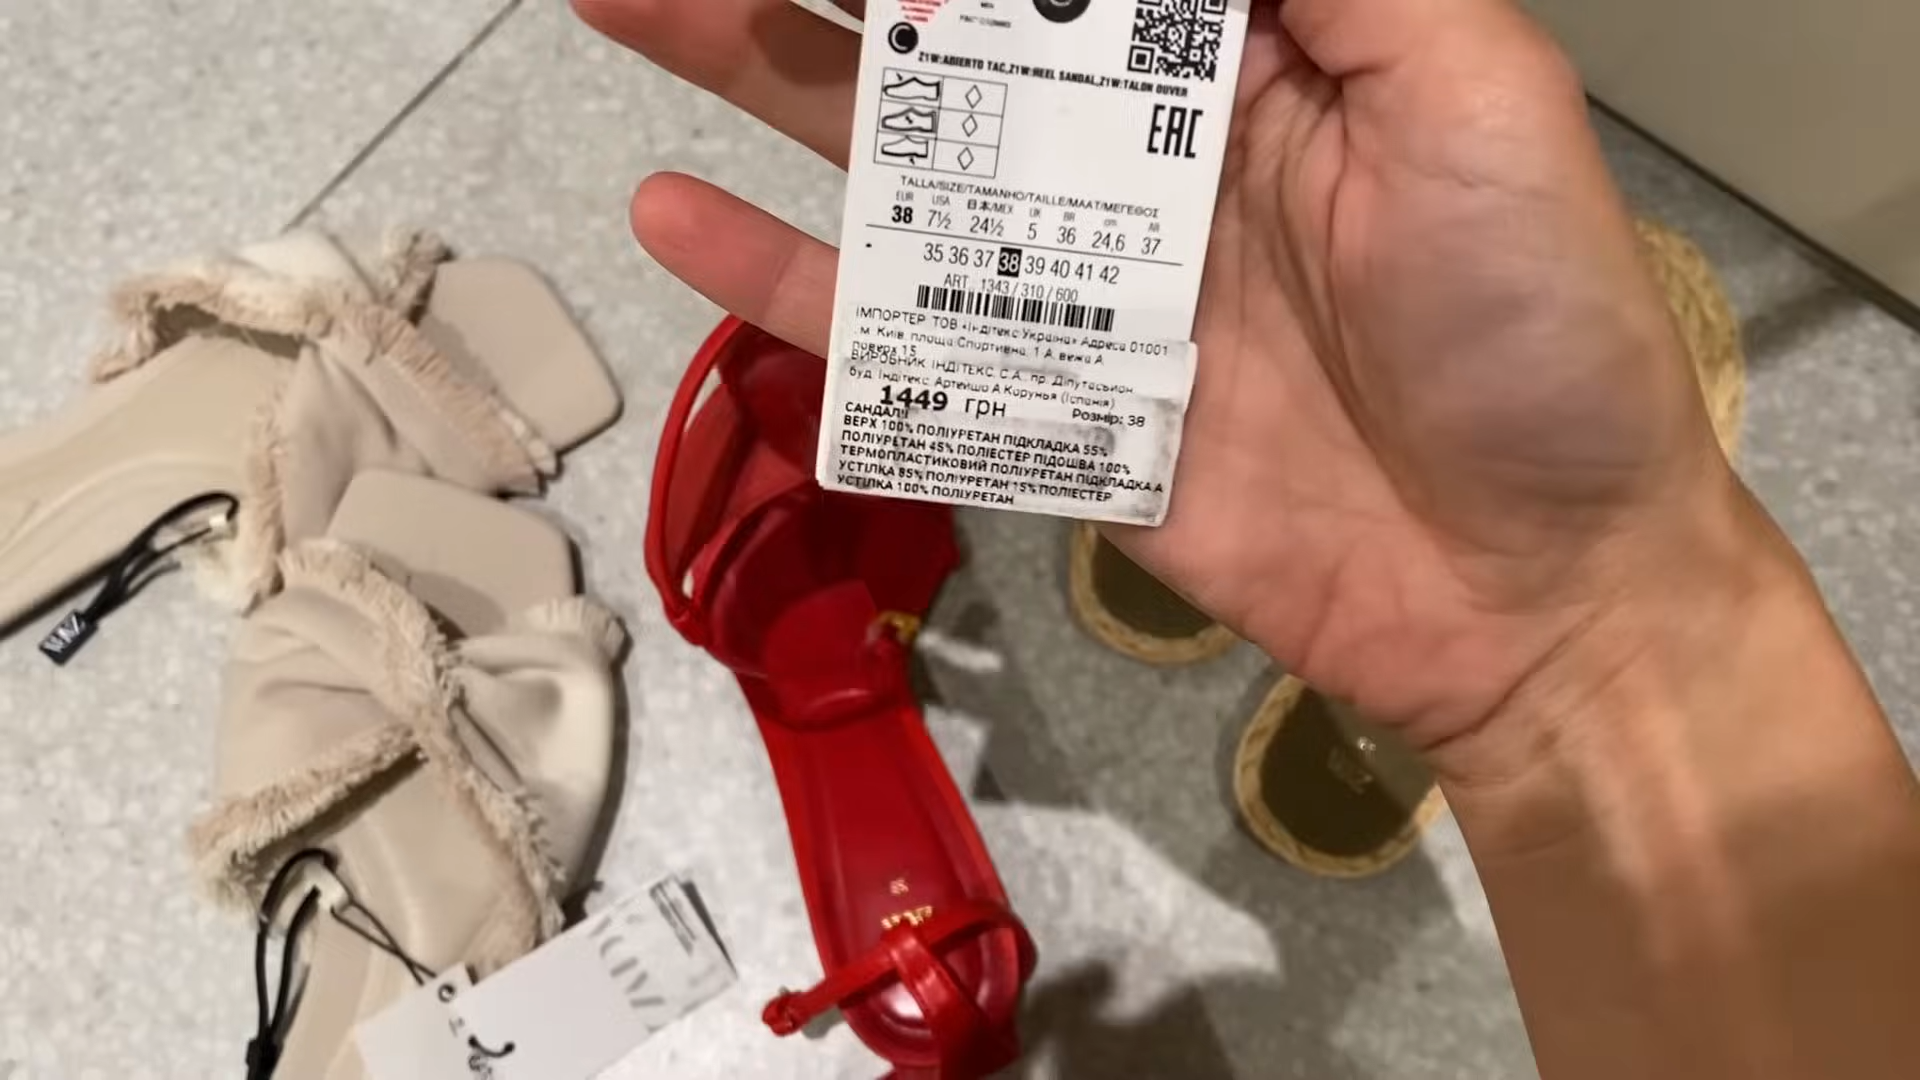 Z1W:ABIERTO TAC,Z1W:HEEL SANDAL,Z1W:TALON OUVER
EAC
TALLA/SIZE/TAMANHO/TAILLE/MAAT/ΜΕΓΕΘΟΣ
EUR USA 日本/MEX UK BR cm AR
38 7½ 24½ 5 36 24,6 37
35 36 37 38 39 40 41 42
ART. 1343/310/600
ІМПОРТЕР ТОВ «Індітекс Україна» Адреса 01001
м. Київ, площа Спортивна, 1 А вежа А
поверх 15
ВИРОБНИК ІНДІТЕКС, С.А., пр. Діпутасьйон,
буд. Індітекс, Артейшо А Корунья (Іспанія)
1449 грн Розмір: 38
САНДАЛІ
ВЕРХ 100% ПОЛІУРЕТАН ПІДКЛАДКА 55%
ПОЛІУРЕТАН 45% ПОЛІЕСТЕР ПІДОШВА 100%
ТЕРМОПЛАСТИКОВИЙ ПОЛІУРЕТАН ПІДКЛАДКА
УСТІЛКА 85% ПОЛІУРЕТАН 15% ПОЛІЕСТЕР
УСТІЛКА 100% ПОЛІУРЕТАН